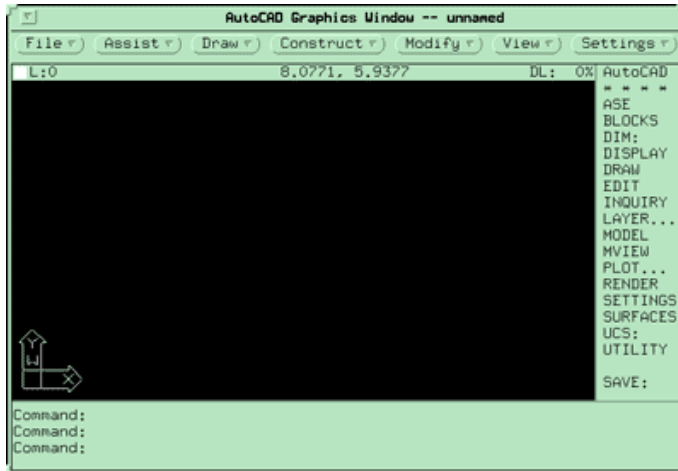 AutoCAD Graphics Window -- unnamed
File Assist Draw Construct Modify View Settings
L:0 8.0771, 5.9377 DL: 0% AutoCAD
* * * *
ASE
BLOCKS
DIM:
DISPLAY
DRAW
EDIT
INQUIRY
LAYER...
MODEL
MVIEW
PLOT...
RENDER
SETTINGS
SURFACES
UCS:
UTILITY
SAVE:
Y
W
X
Command:
Command:
Command: